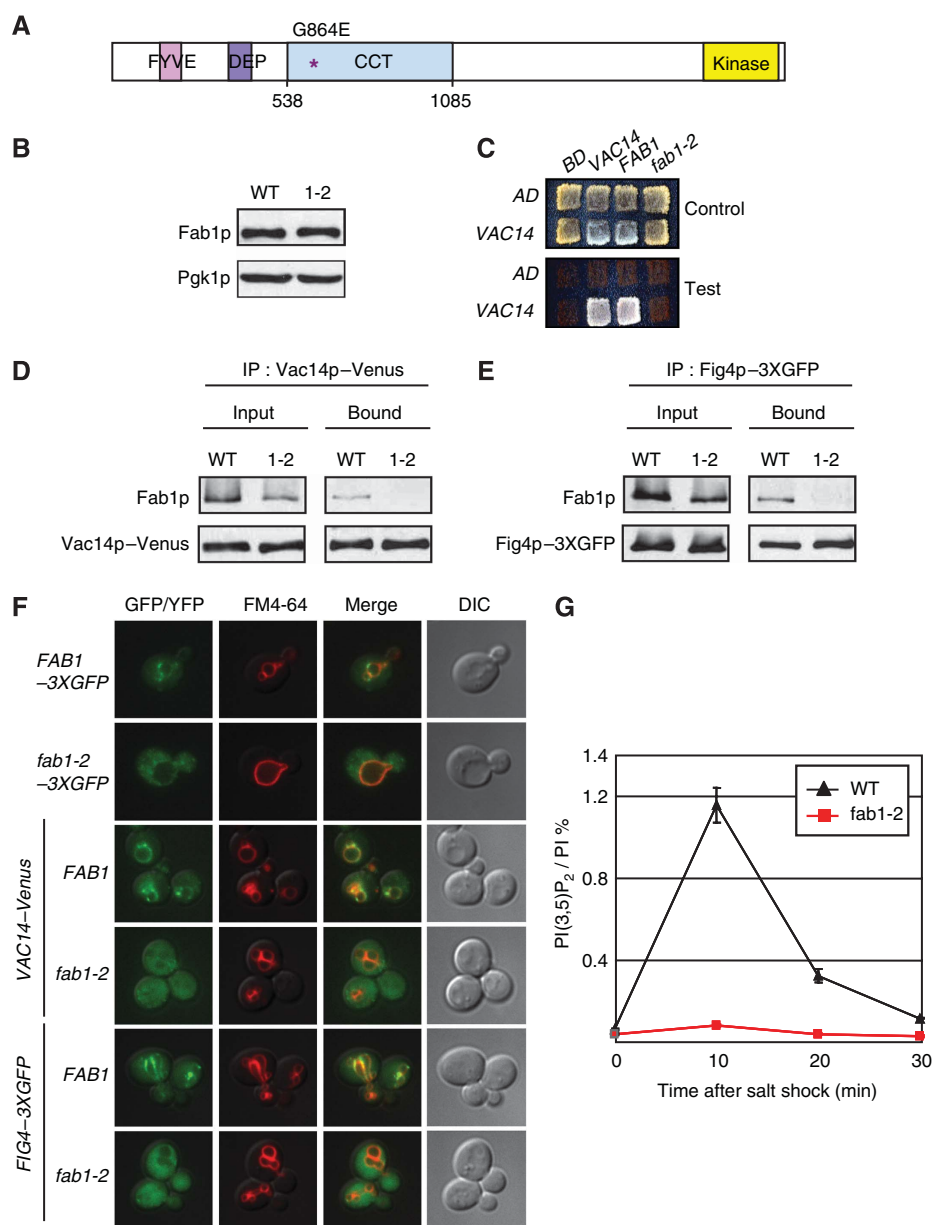 A
G864E
FYVE DEP * CCT Kinase
538 1085
B
WT 1-2
Fab1p
Pgk1p
C
BD VAC14 FAB1 fab1-2
AD
VAC14
Control
AD
VAC14
Test
D
IP : Vac14p–Venus
Input Bound
WT 1-2 WT 1-2
Fab1p
Vac14p–Venus
E
IP : Fig4p–3XGFP
Input Bound
WT 1-2 WT 1-2
Fab1p
Fig4p–3XGFP
F
GFP/YFP FM4-64 Merge DIC
FAB1
–3XGFP
fab1-2
–3XGFP
VAC14–Venus
FAB1
fab1-2
FIG4–3XGFP
FAB1
fab1-2
G
PI(3,5)P2 / PI %
1.4
1.2
0.8
0.4
WT
fab1-2
0 10 20 30
Time after salt shock (min)